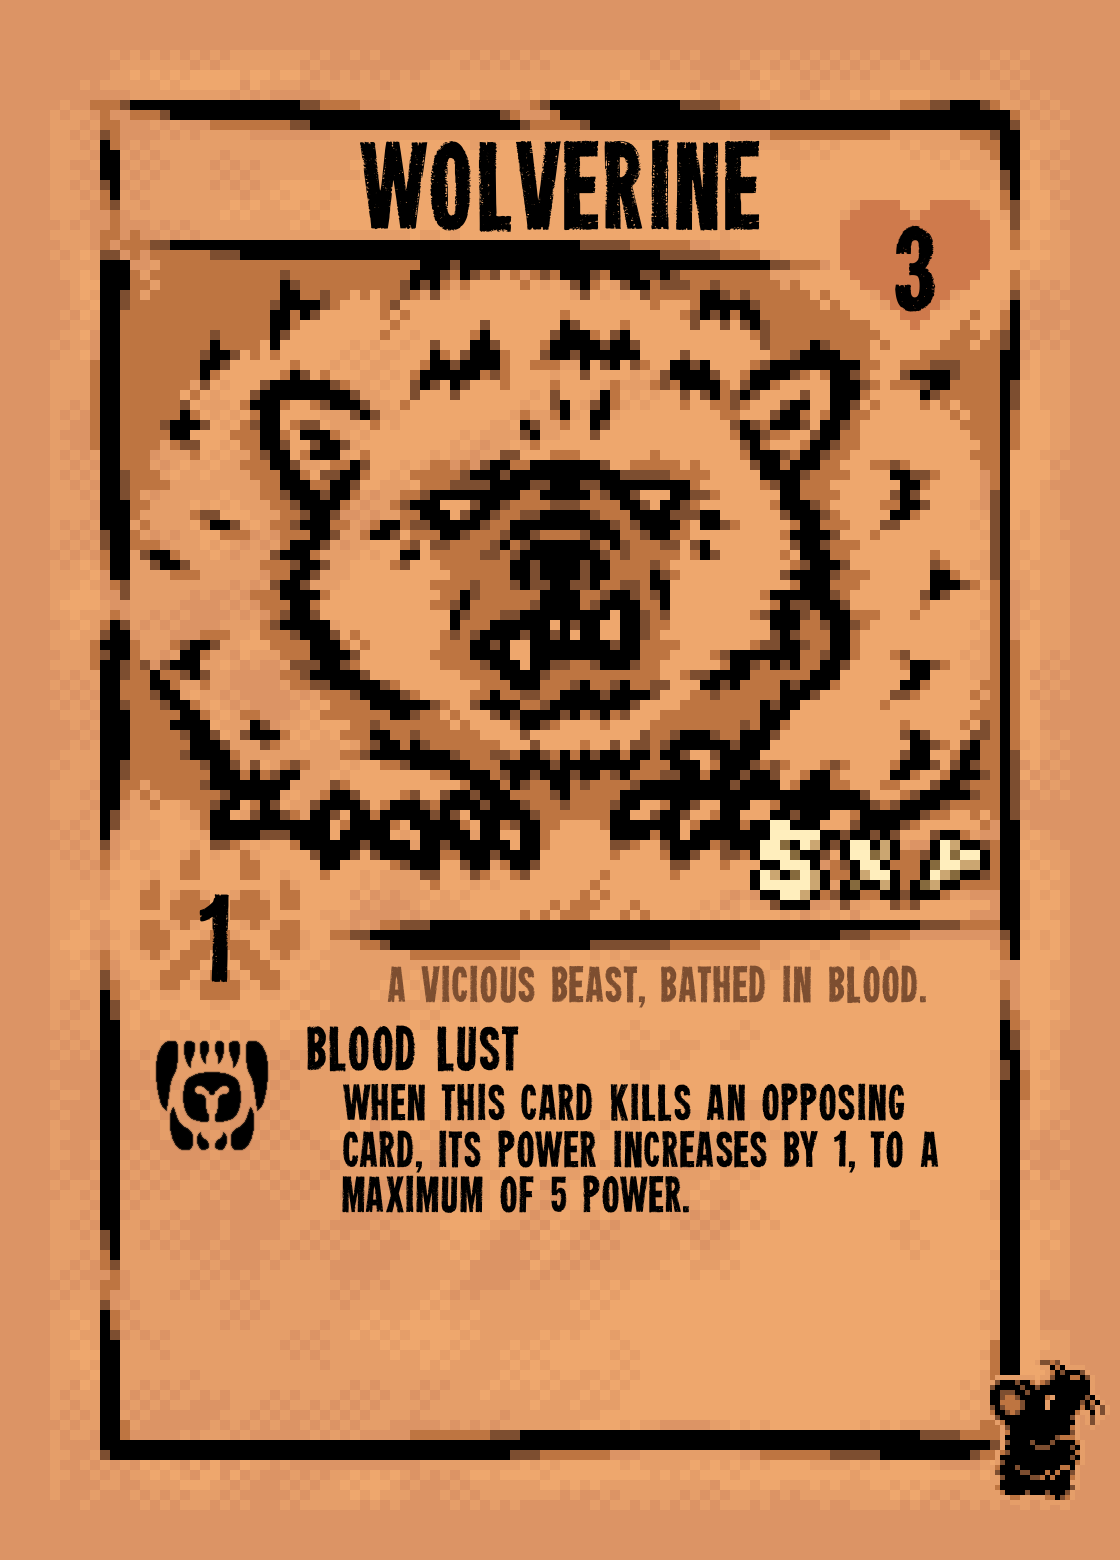 WOLVERINE
3
5 X
1
A VICIOUS BEAST, BATHED IN BLOOD.
BLOOD LUST
WHEN THIS CARD KILLS AN OPPOSING
CARD, ITS POWER INCREASES BY 1, TO A
MAXIMUM OF 5 POWER.